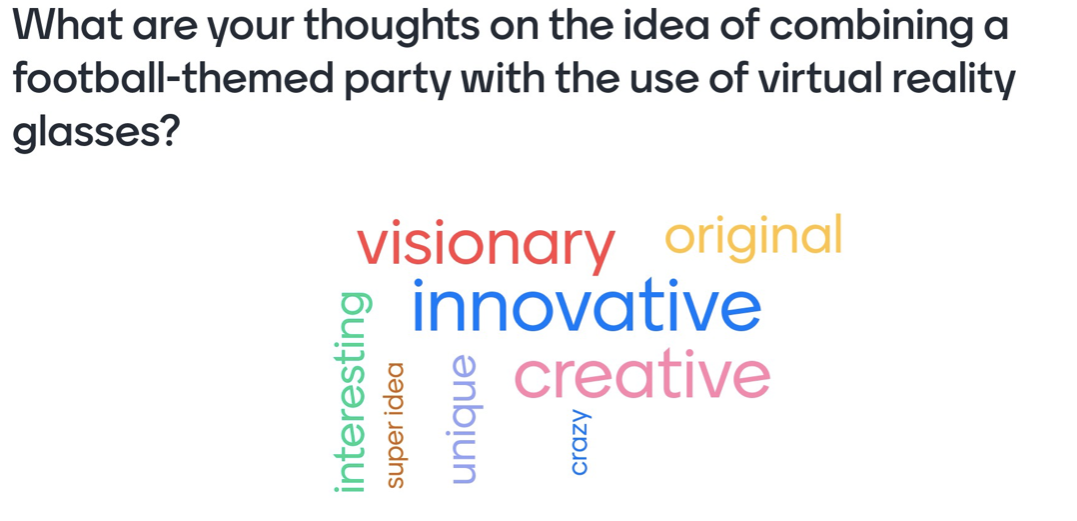 What are your thoughts on the idea of combining a
football-themed party with the use of virtual reality
glasses?
visionary
original
innovative
interesting
super idea
unique
creative
crazy